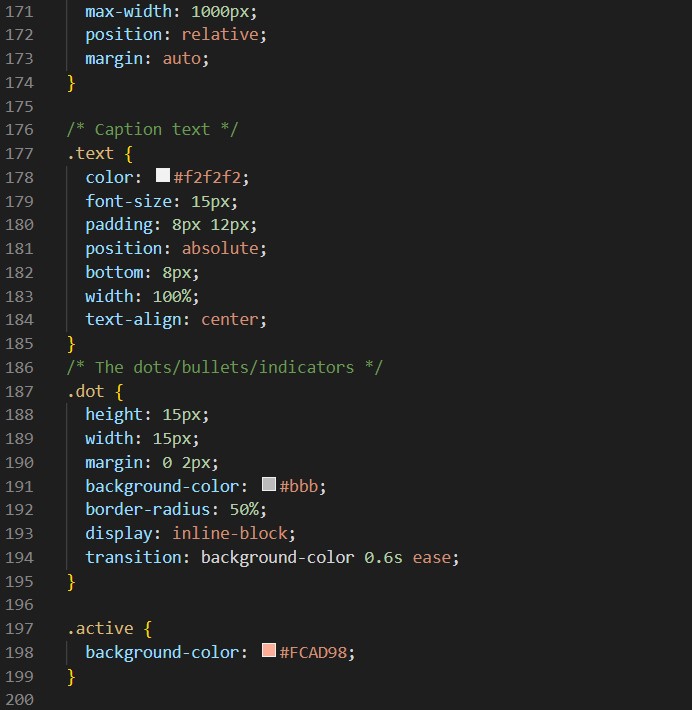 171 max-width: 1000px;
172 position: relative;
173 margin: auto;
174 }
175
176 /* Caption text */
177 .text {
178 color: #f2f2f2;
179 font-size: 15px;
180 padding: 8px 12px;
181 position: absolute;
182 bottom: 8px;
183 width: 100%;
184 text-align: center;
185 }
186 /* The dots/bullets/indicators */
187 .dot {
188 height: 15px;
189 width: 15px;
190 margin: 0 2px;
191 background-color: #bbb;
192 border-radius: 50%;
193 display: inline-block;
194 transition: background-color 0.6s ease;
195 }
196
197 .active {
198 background-color: #FCAD98;
199 }
200